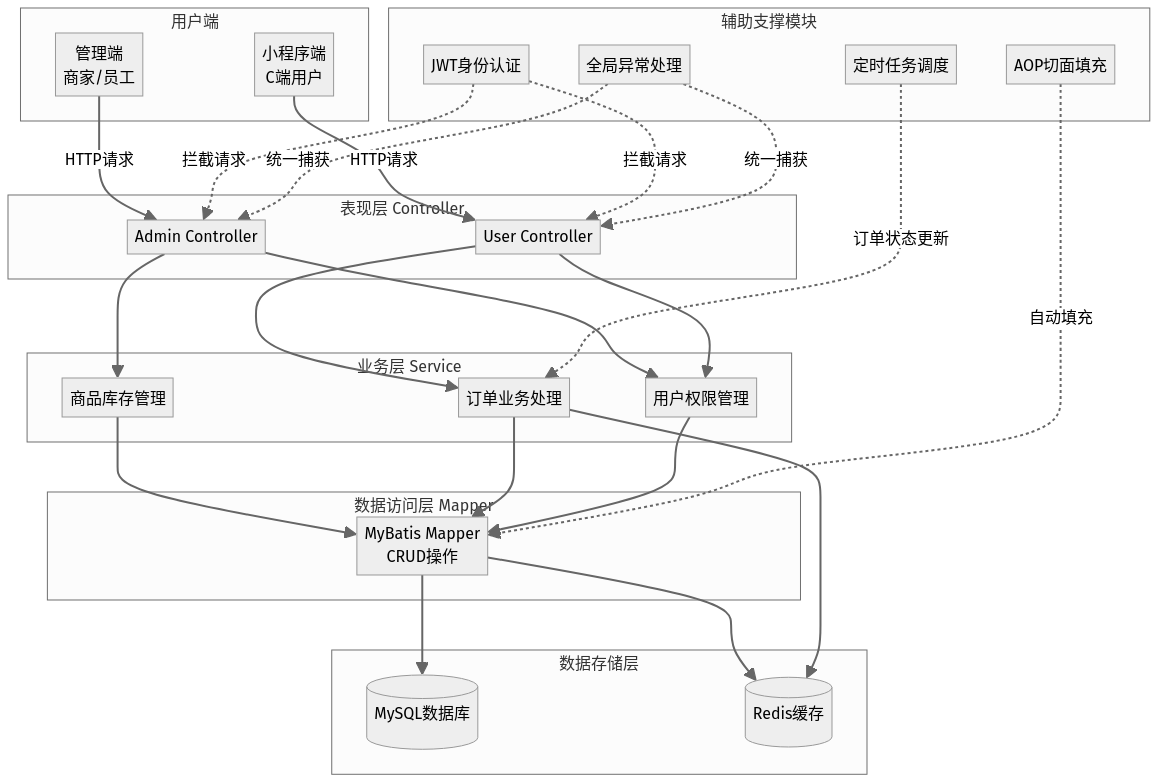 用户端
辅助支撑模块
管理端
商家/员工
小程序端
C端用户
JWT身份认证
全局异常处理
定时任务调度
AOP切面填充
HTTP请求
拦截请求
统一捕获
HTTP请求
拦截请求
统一捕获
表现层 Controller
Admin Controller
User Controller
订单状态更新
自动填充
业务层 Service
商品库存管理
订单业务处理
用户权限管理
数据访问层 Mapper
MyBatis Mapper
CRUD操作
数据存储层
MySQL数据库
Redis缓存